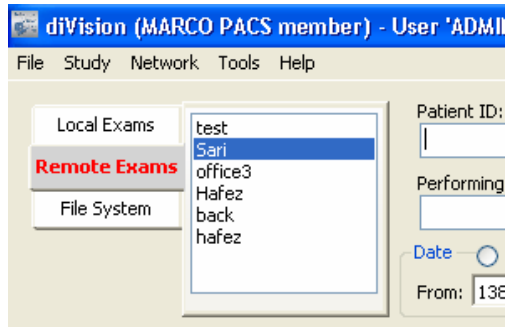 diVision (MARCO PACS member) - User 'ADMI
File Study Network Tools Help
Local Exams
Remote Exams
File System
test
Sari
office3
Hafez
back
hafez
Patient ID:
Performing
Date
From: 138